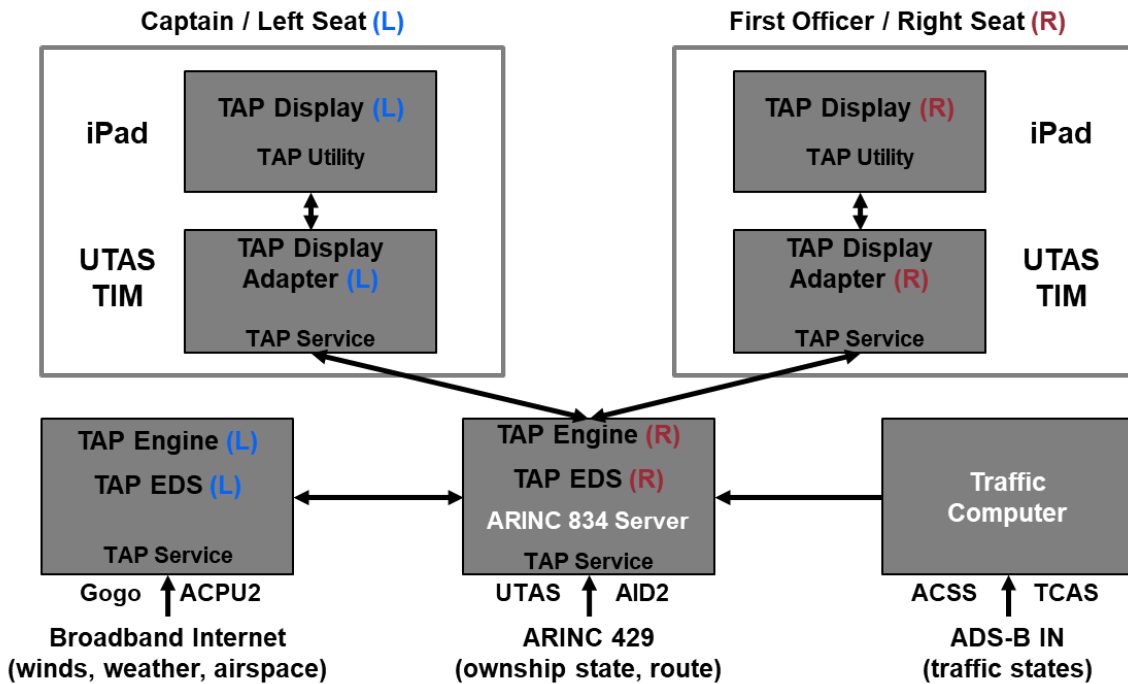 Captain / Left Seat (L)
First Officer / Right Seat (R)
iPad
TAP Display (L)
TAP Utility
UTAS
TIM
TAP Display
Adapter (L)
TAP Service
TAP Display (R)
TAP Utility
iPad
TAP Display
Adapter (R)
TAP Service
UTAS
TIM
TAP Engine (L)
TAP EDS (L)
TAP Service
Gogo
ACPU2
Broadband Internet
(winds, weather, airspace)
TAP Engine (R)
TAP EDS (R)
ARINC 834 Server
TAP Service
UTAS
AID2
ARINC 429
(ownship state, route)
Traffic
Computer
ACSS
TCAS
ADS-B IN
(traffic states)